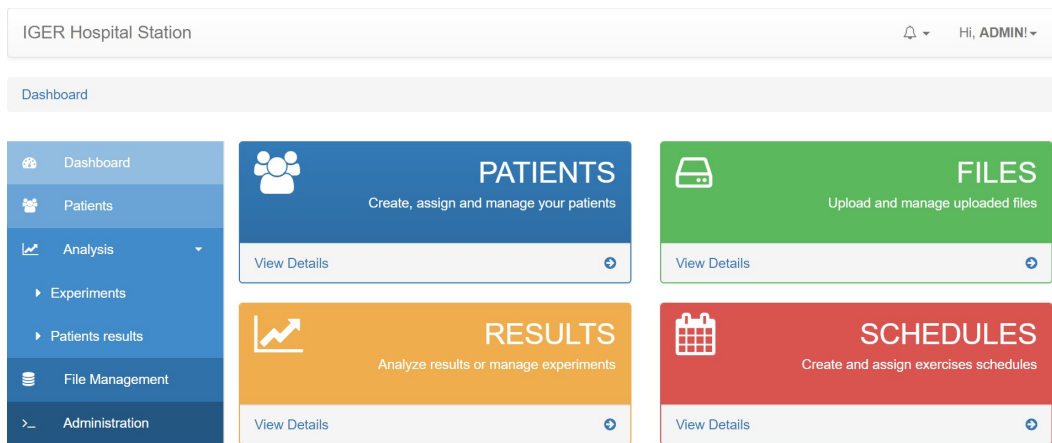 IGER Hospital Station
Hi, ADMIN!
Dashboard
Dashboard
Patients
Analysis
Experiments
Patients results
File Management
>_ Administration
PATIENTS
Create, assign and manage your patients
View Details
FILES
Upload and manage uploaded files
View Details
RESULTS
Analyze results or manage experiments
View Details
SCHEDULES
Create and assign exercises schedules
View Details